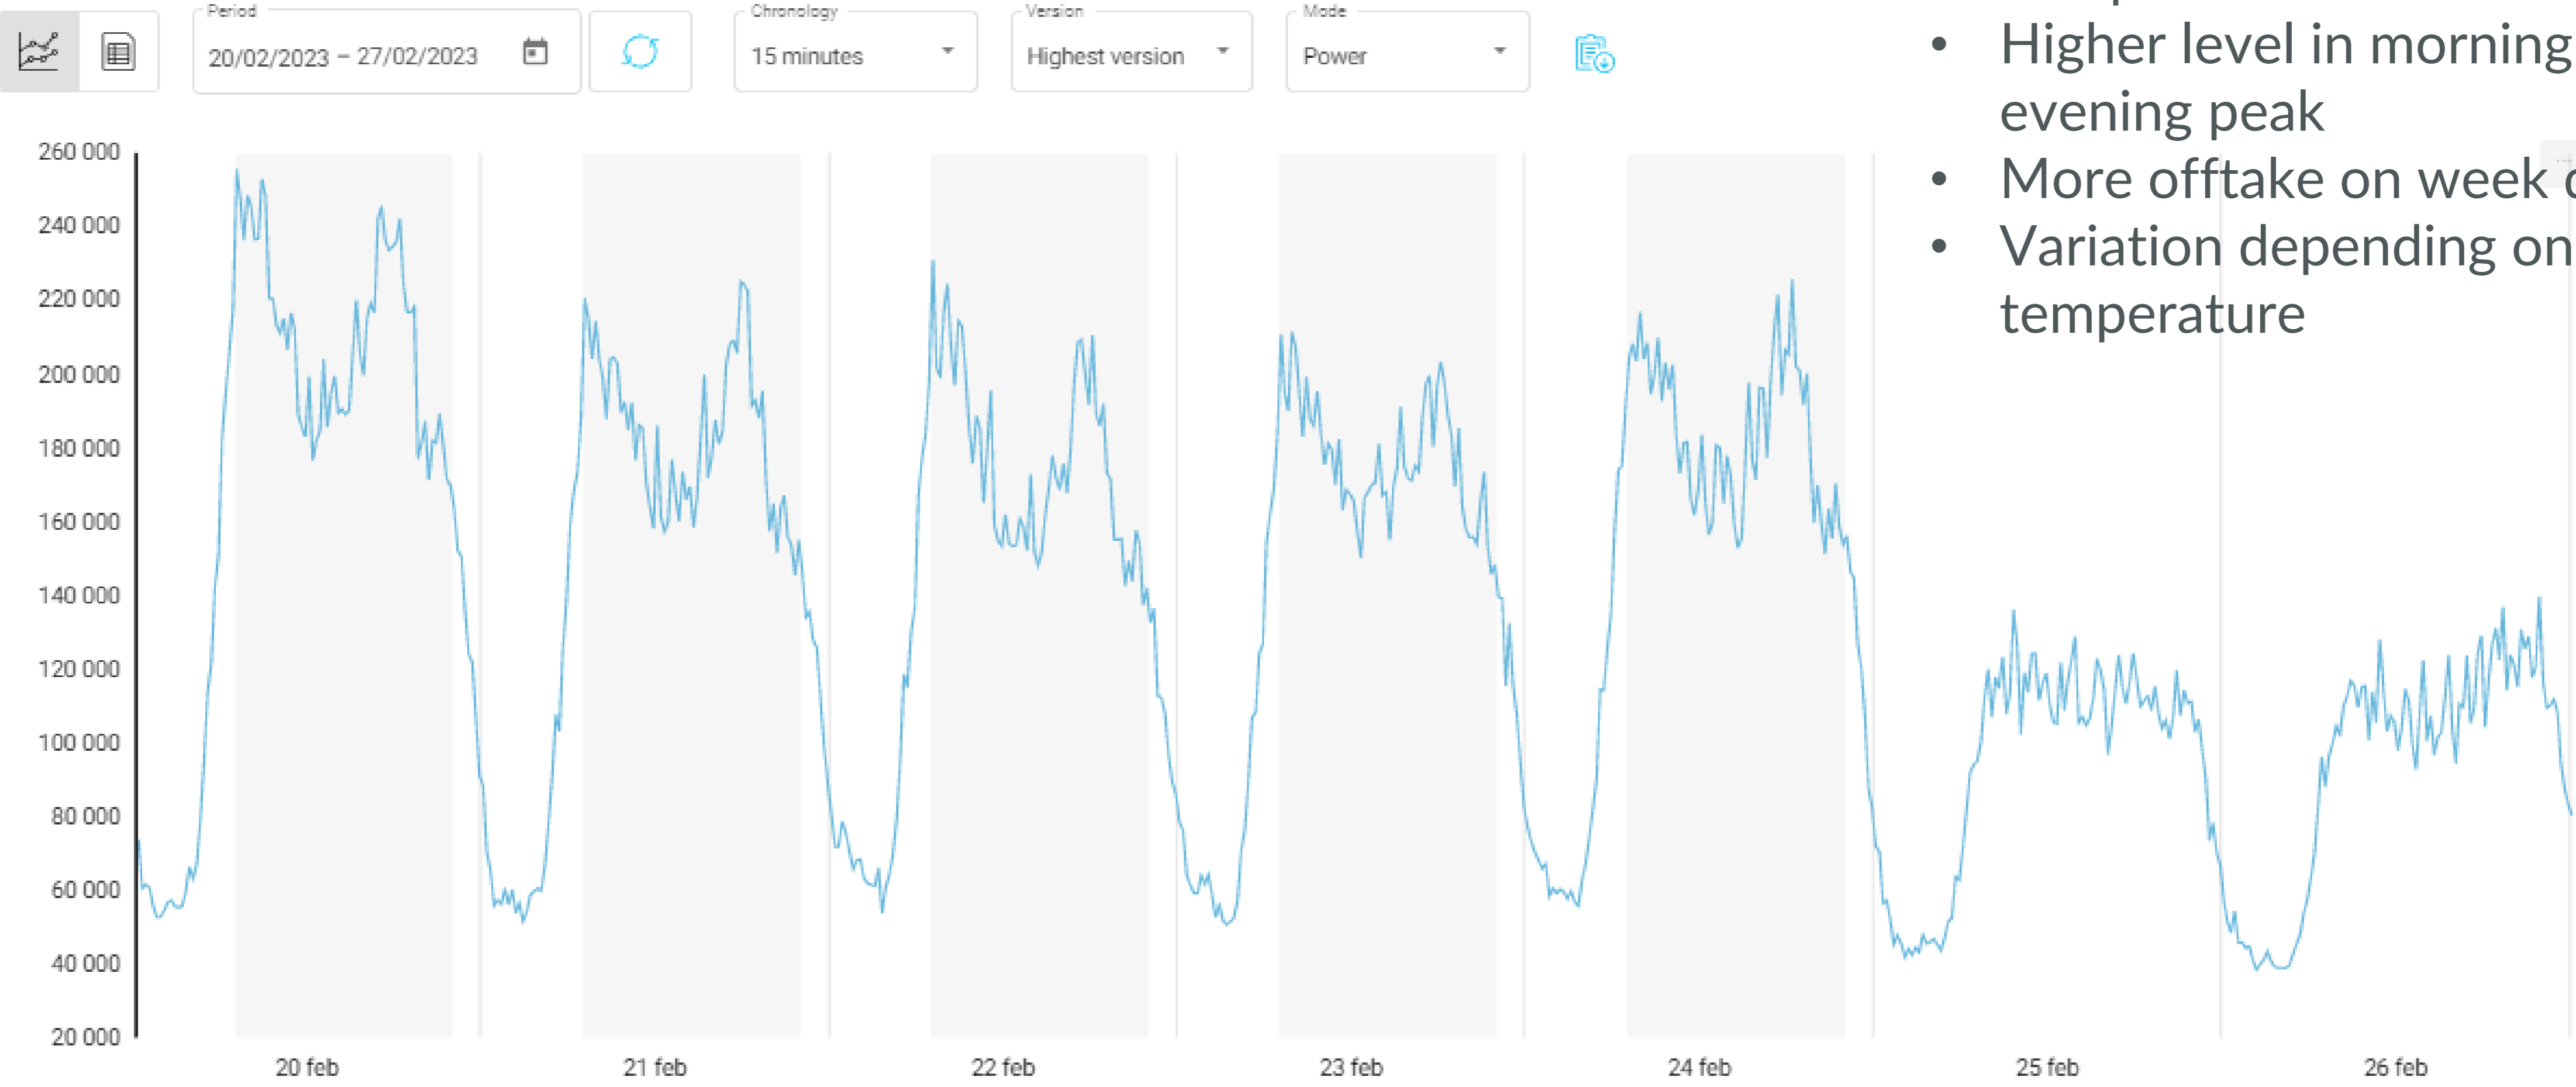 Period
20/02/2023 – 27/02/2023
Chronology
15 minutes
Version
Highest version
Mode
Power
• Higher level in morning
evening peak
• More offtake on week
• Variation depending on
temperature
260 000
240 000
220 000
200 000
180 000
160 000
140 000
120 000
100 000
80 000
60 000
40 000
20 000
20 feb
21 feb
22 feb
23 feb
24 feb
25 feb
26 feb